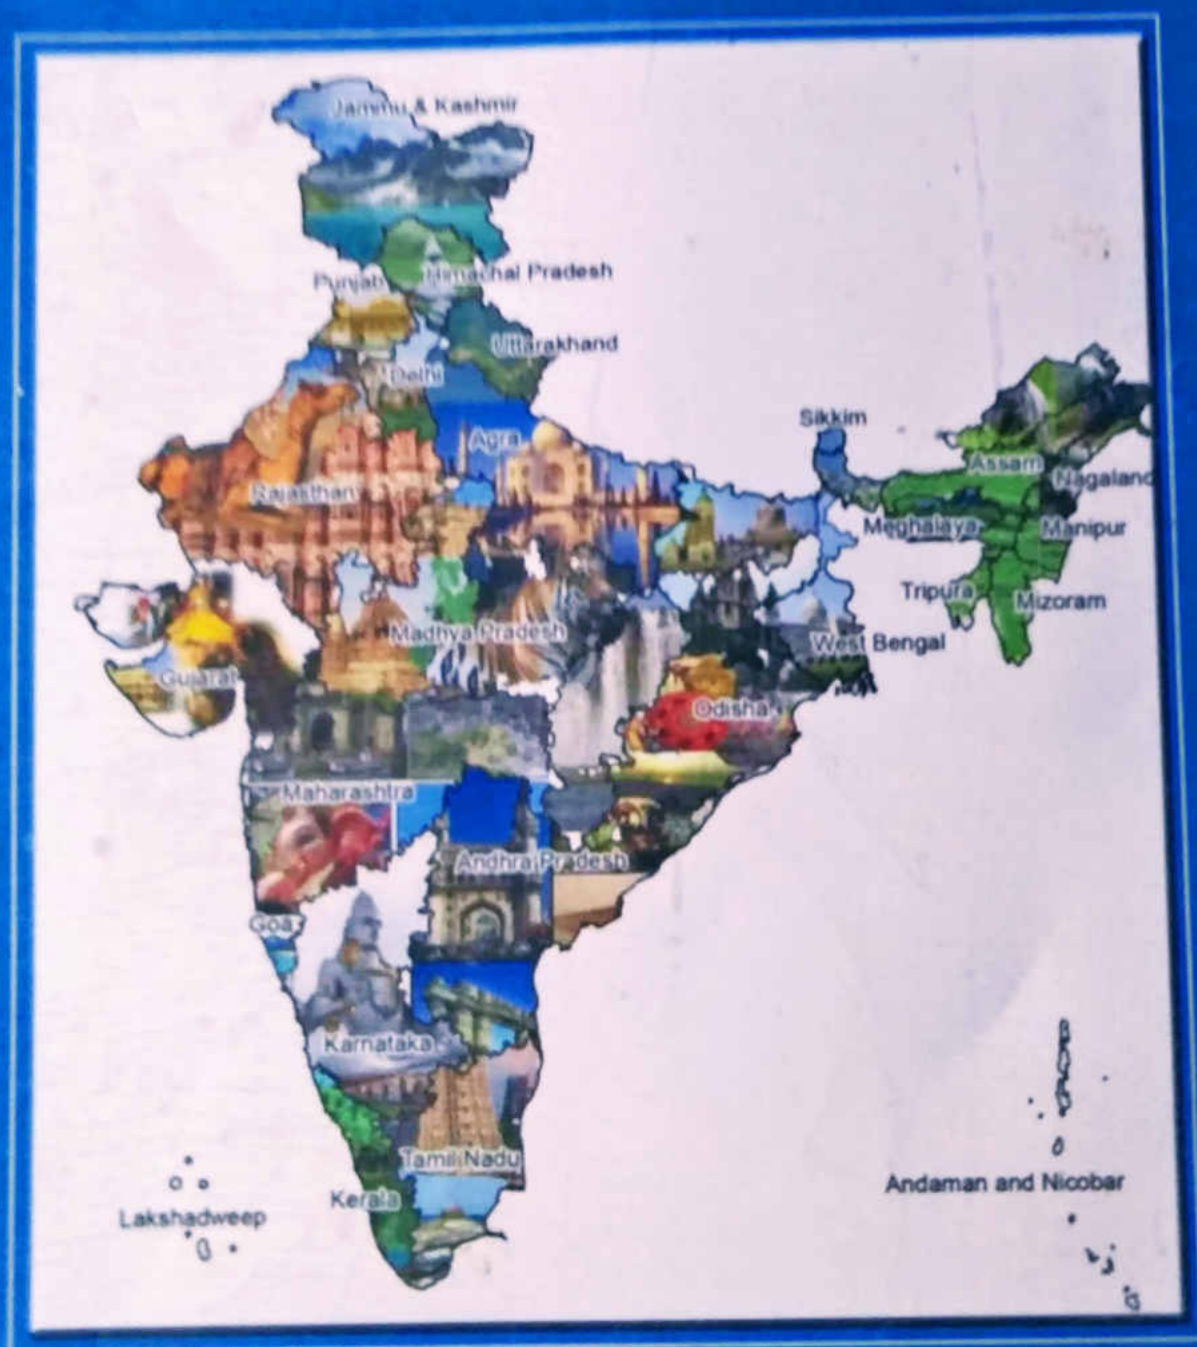 Jammu & Kashmir
Himachal Pradesh
Punjab
Uttarakhand
Delhi
Sikkim
Agra
Assam
Nagaland
Rajasthan
Meghalaya
Manipur
Tripura
Mizoram
Madhya Pradesh
West Bengal
Gujarat
Odisha
Maharashtra
Andhra Pradesh
Goa
Karnataka
Tamil Nadu
Andaman and Nicobar
Kerala
Lakshadweep